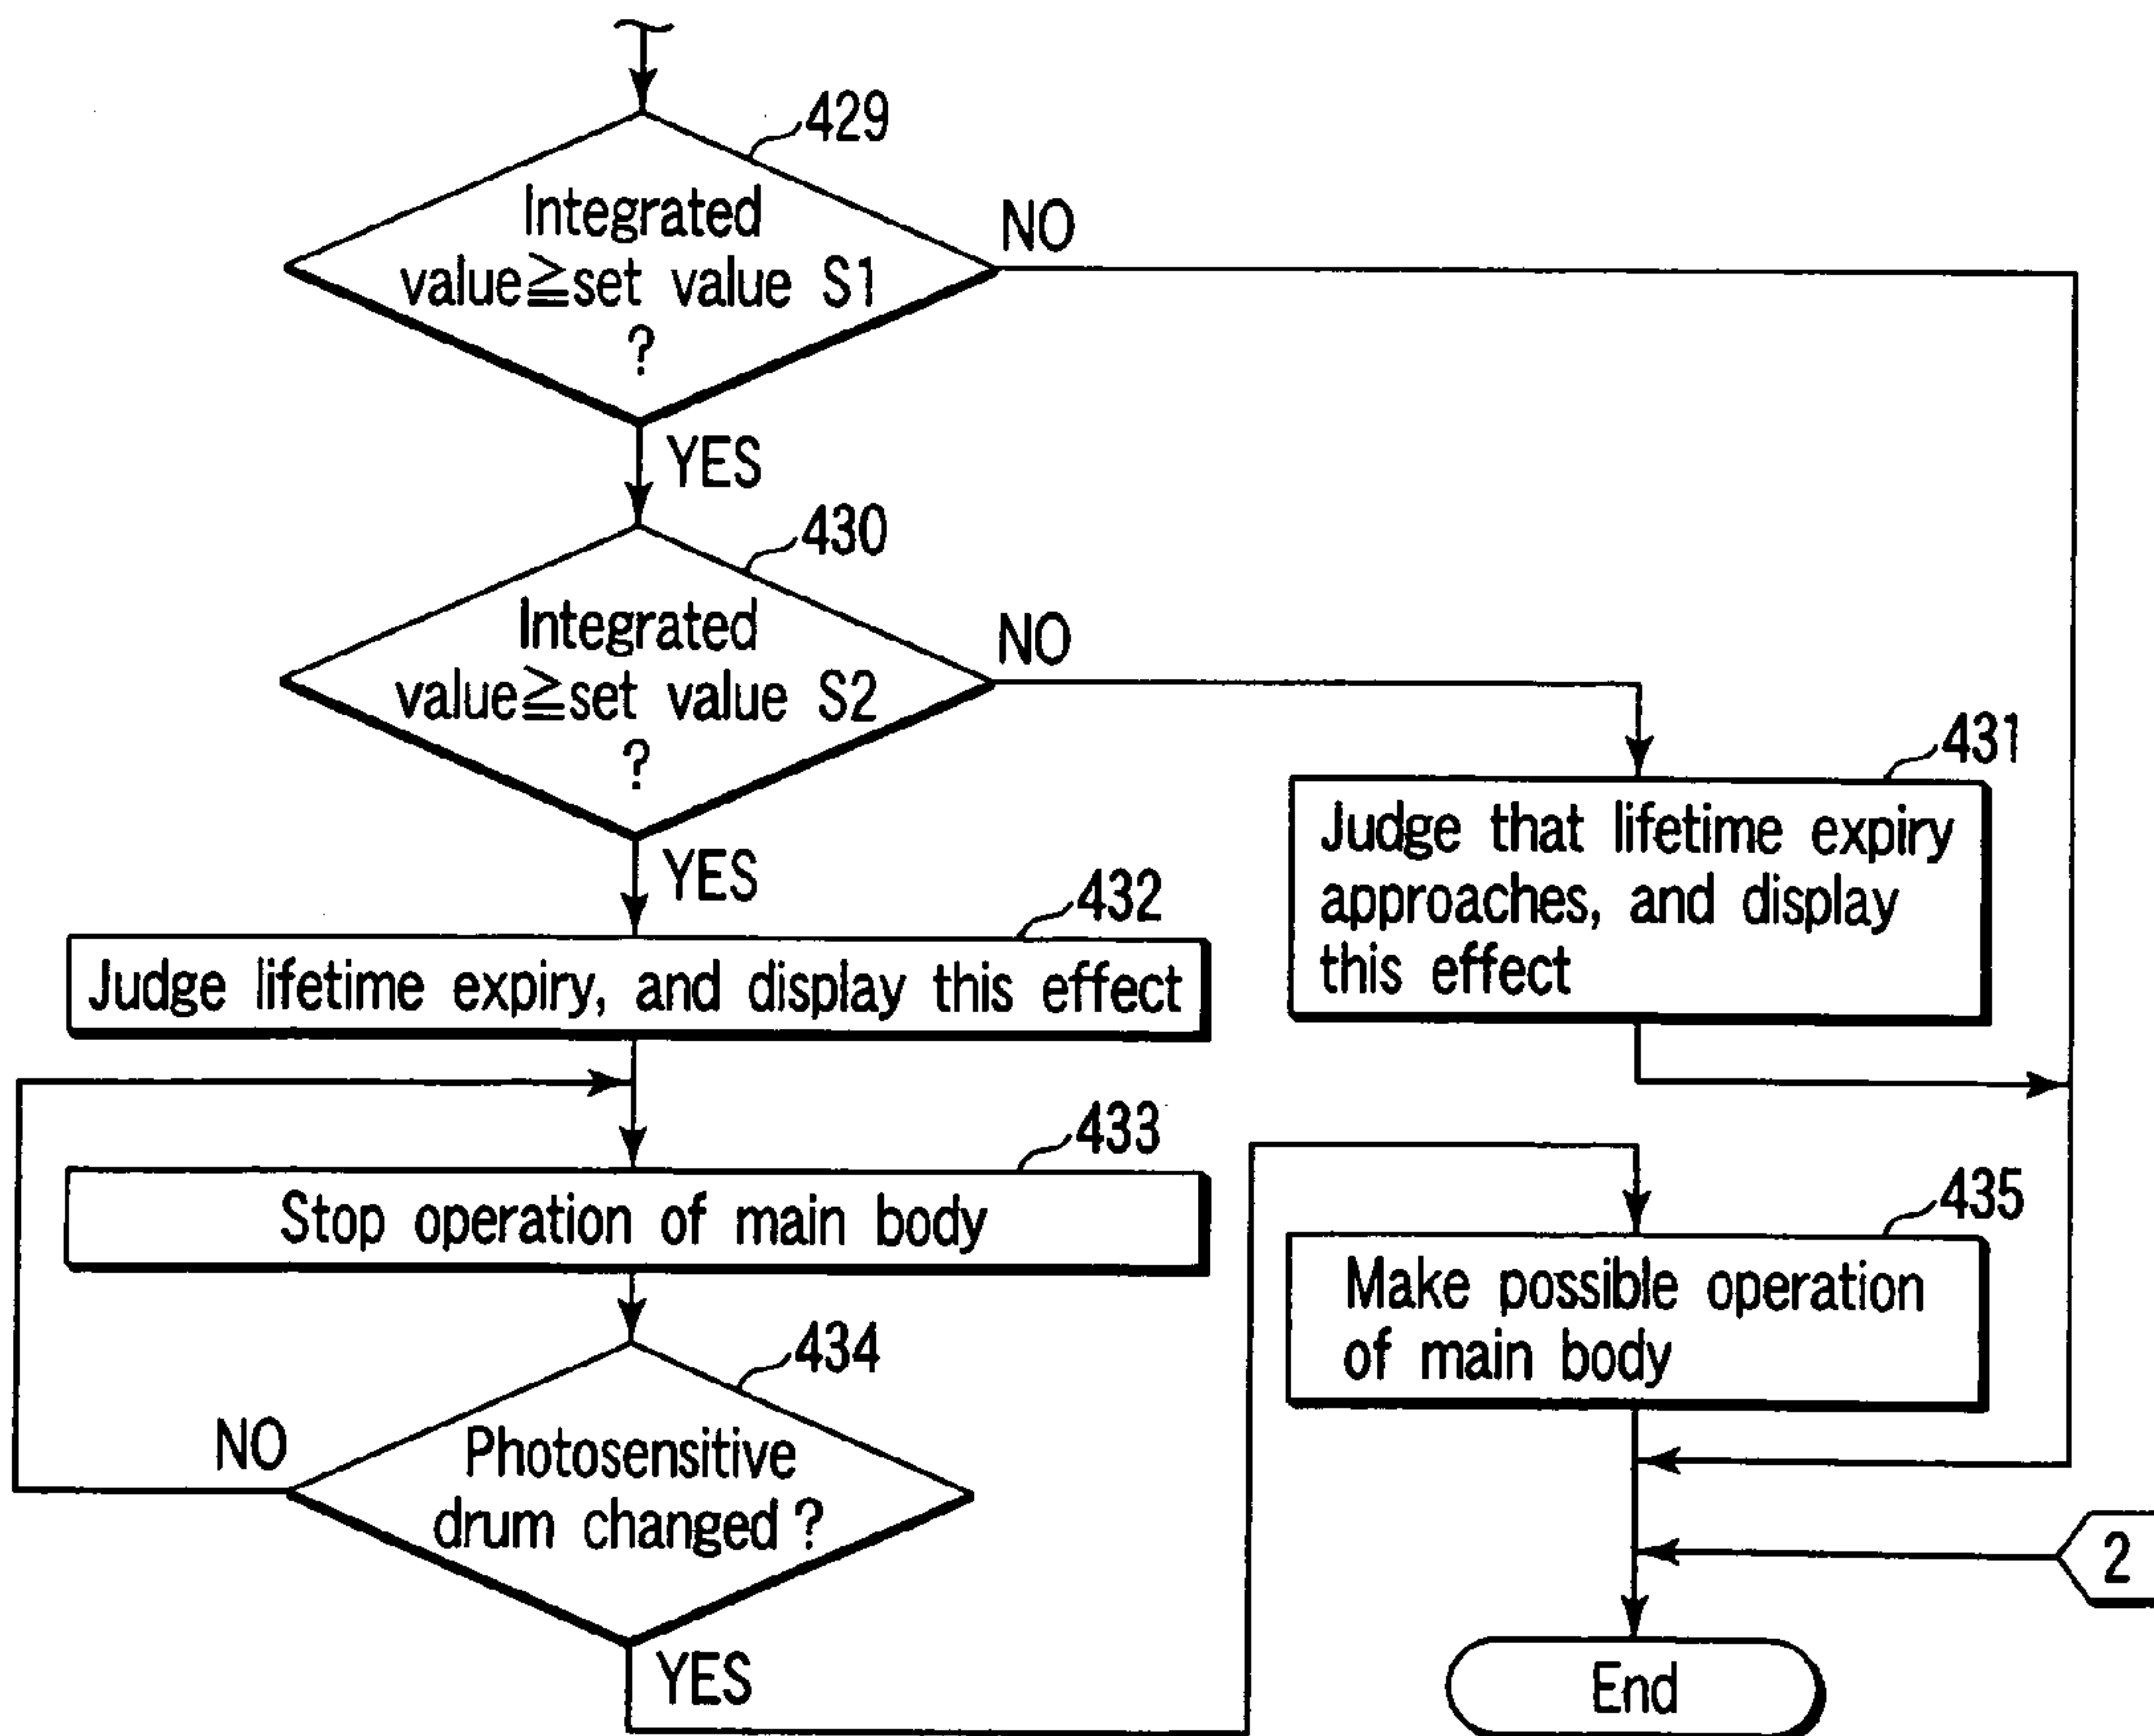 429
Integrated
value≧set value S1
?
NO
YES
430
Integrated
value≧set value S2
?
NO
YES
431
Judge that lifetime expiry
approaches, and display
this effect
432
Judge lifetime expiry, and display this effect
433
Stop operation of main body
434
Photosensitive
drum changed ?
NO
YES
435
Make possible operation
of main body
2
End